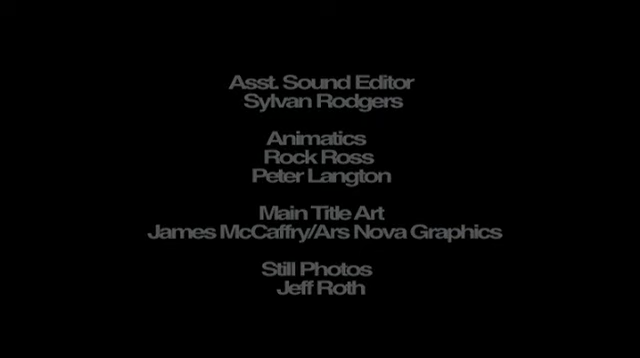 Asst. Sound Editor
Sylvan Rodgers
Animatics
Rock Ross
Peter Langton
Main Title Art
James McCaffry/Ars Nova Graphics
Still Photos
Jeff Roth